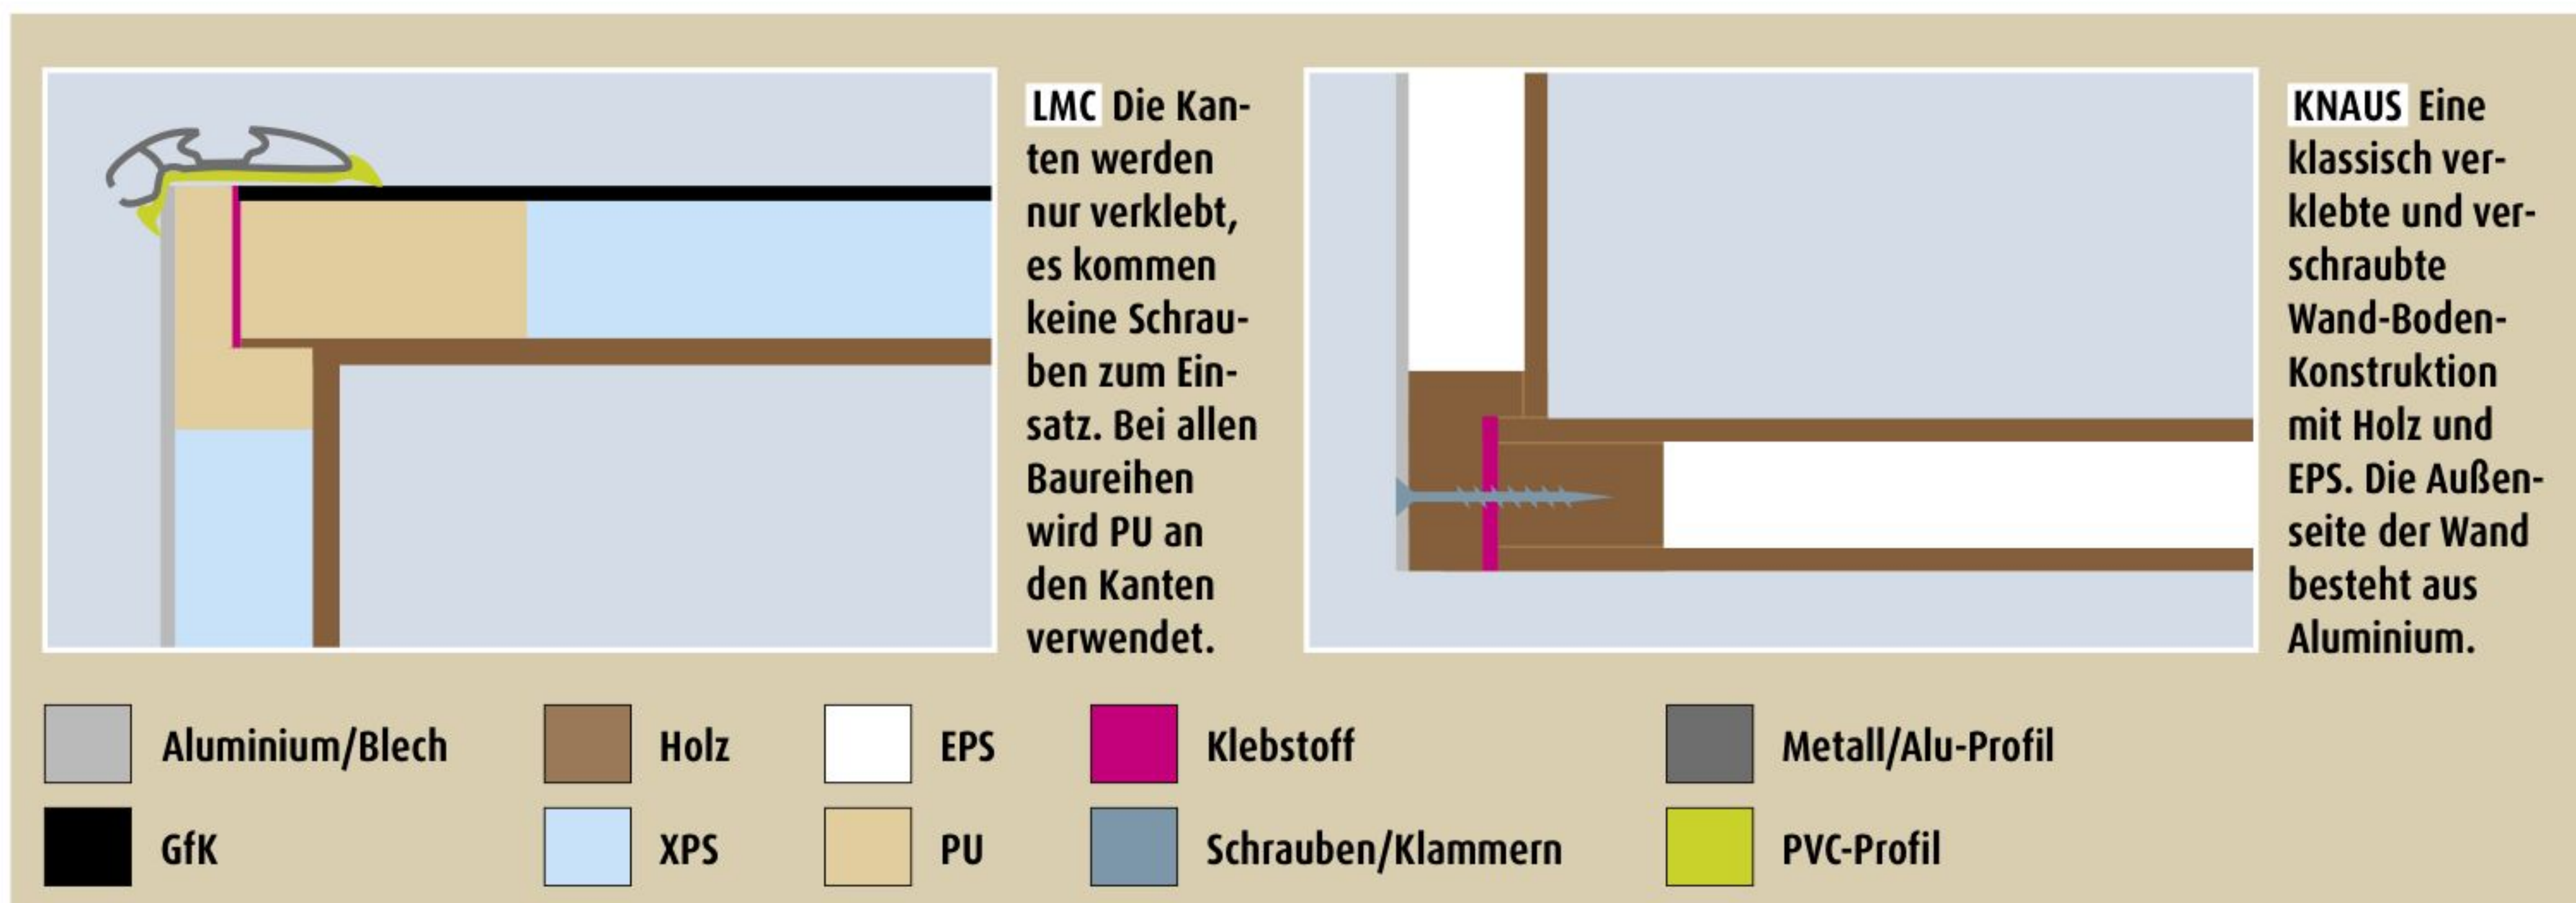 LMC Die Kan-
ten werden
nur verklebt,
es kommen
keine Schrau-
ben zum Ein-
satz. Bei allen
Baureihen
wird PU an
den Kanten
verwendet.
KNAUS Eine
klassisch ver-
klebte und ver-
schraubte
Wand-Boden-
Konstruktion
mit Holz und
EPS. Die Außen-
seite der Wand
besteht aus
Aluminium.
Aluminium/Blech
Holz
EPS
Klebstoff
Metall/Alu-Profil
GfK
XPS
PU
Schrauben/Klammern
PVC-Profil